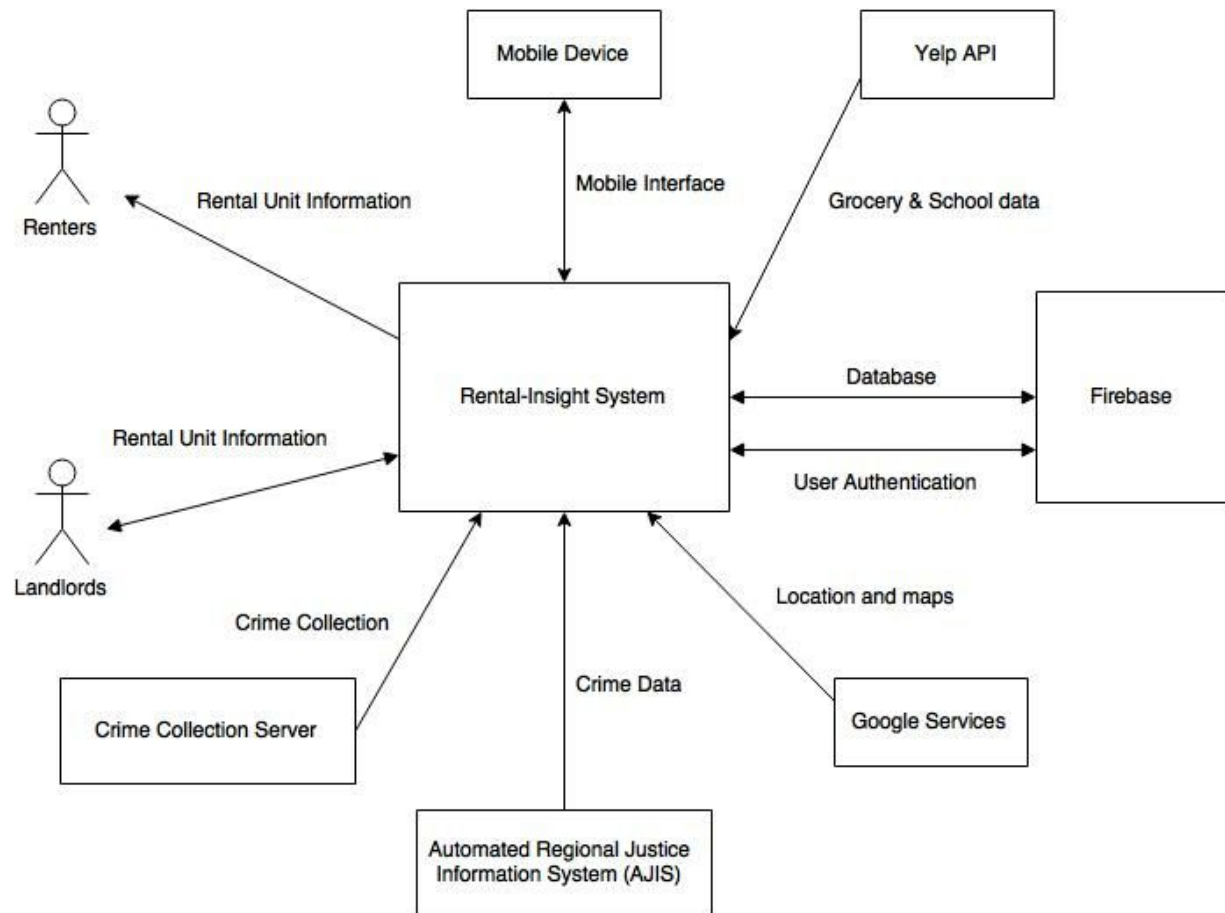 Mobile Device
Yelp API
Mobile Interface
Rental Unit Information
Grocery & School data
Renters
Rental-Insight System
Database
Firebase
Rental Unit Information
User Authentication
Landlords
Crime Collection
Location and maps
Crime Data
Crime Collection Server
Google Services
Automated Regional Justice
Information System (AJIS)